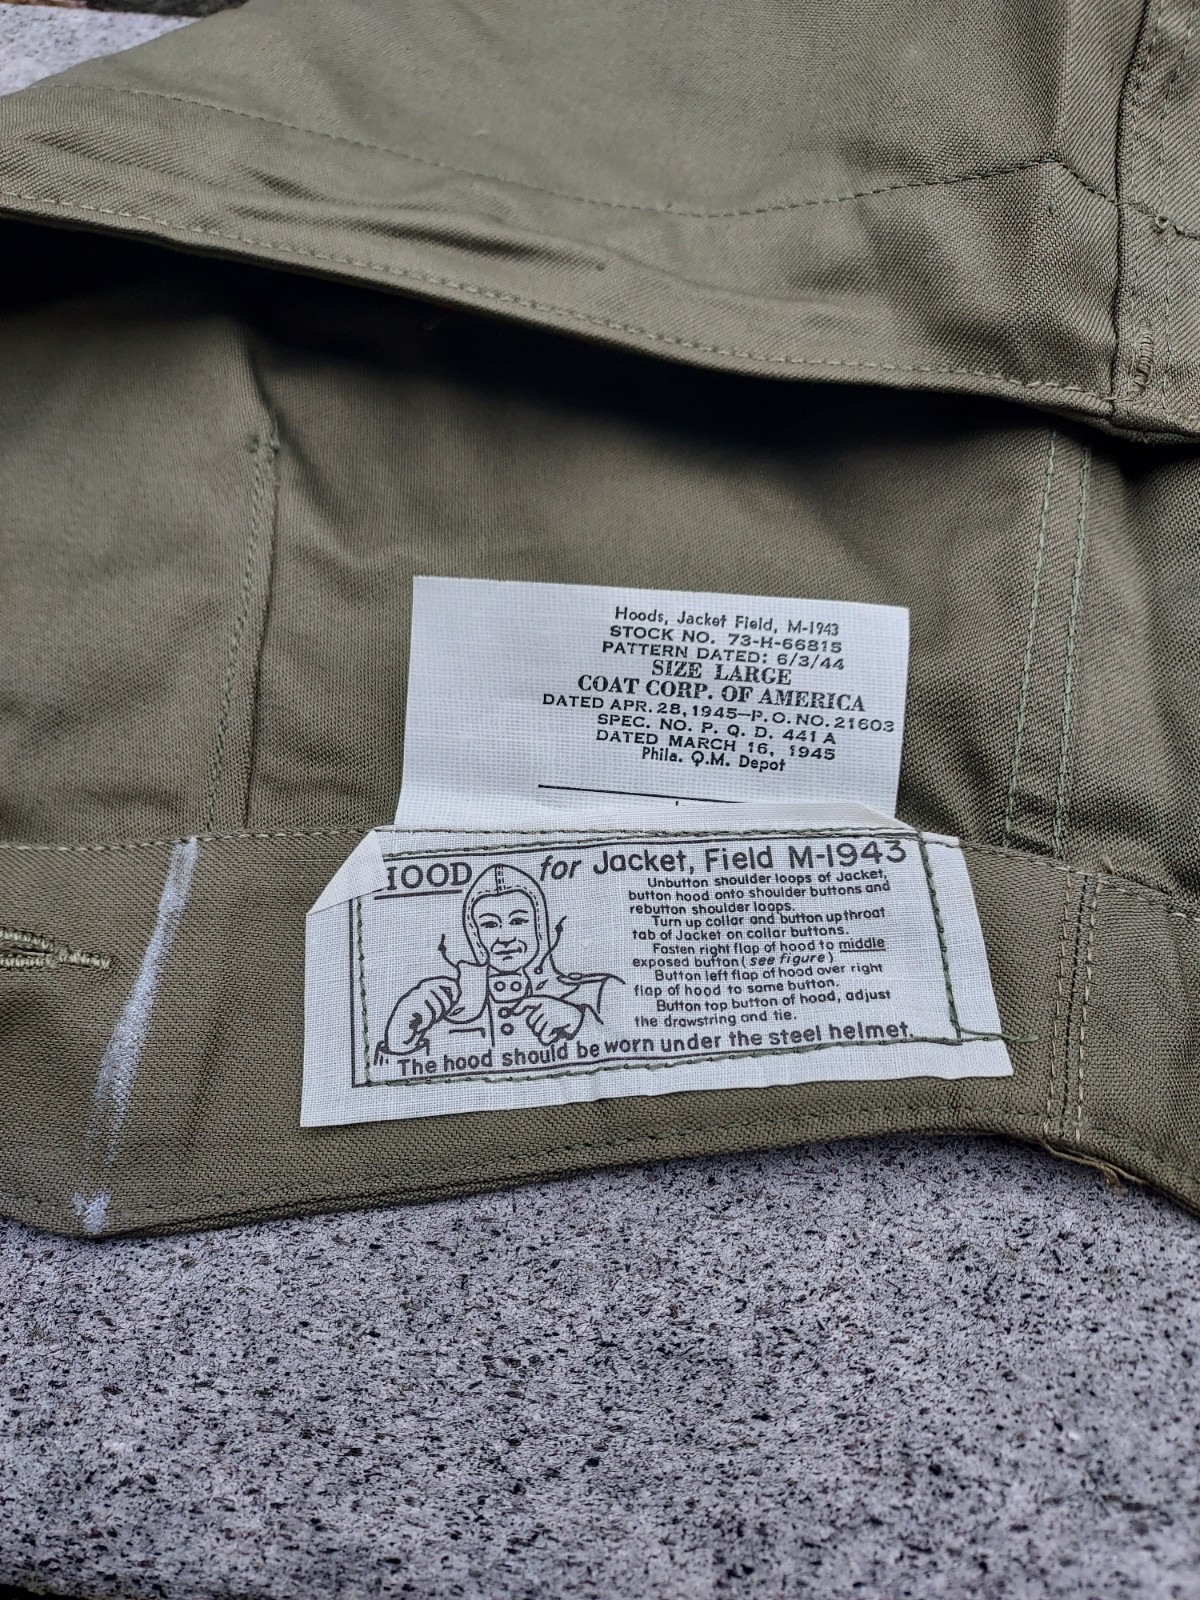 Hoods, Jacket Field, M-1943
STOCK NO. 73-H-66815
PATTERN DATED: 6/3/44
SIZE LARGE
COAT CORP. OF AMERICA
DATED APR. 28, 1945—P. O. NO. 21603
SPEC. NO. P. Q. D. 441 A
DATED MARCH 16, 1945
Phila. Q.M. Depot
HOOD for Jacket, Field M-1943
Unbutton shoulder loops of Jacket,
button hood onto shoulder buttons and
rebutton shoulder loops.
Turn up collar and button up throat
tab of Jacket on collar buttons.
Fasten right flap of hood to middle
exposed button (see figure)
Button left flap of hood over right
flap of hood to same button.
Button top button of hood, adjust
the drawstring and tie.
The hood should be worn under the steel helmet.